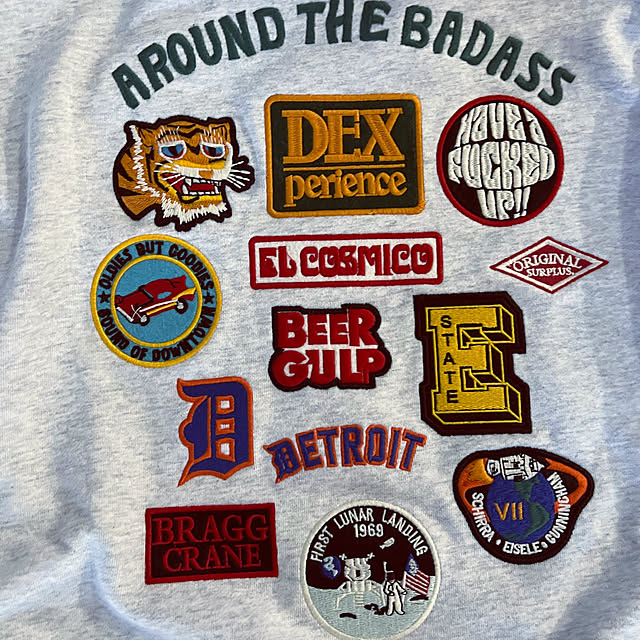 AROUND THE BADASS
DEX
perience
HAVE A
FUCKED
UP!!
OLDIES BUT GOODIES
SOUND OF DOWNTOWN
EL COSMICO
ORIGINAL
SURPLUS.
BEER
GULP
STATE
E
D
DETROIT
VII
SCHIRRA • EISELE • CUNNINGHAM
BRAGG
CRANE
FIRST LUNAR LANDING
1969